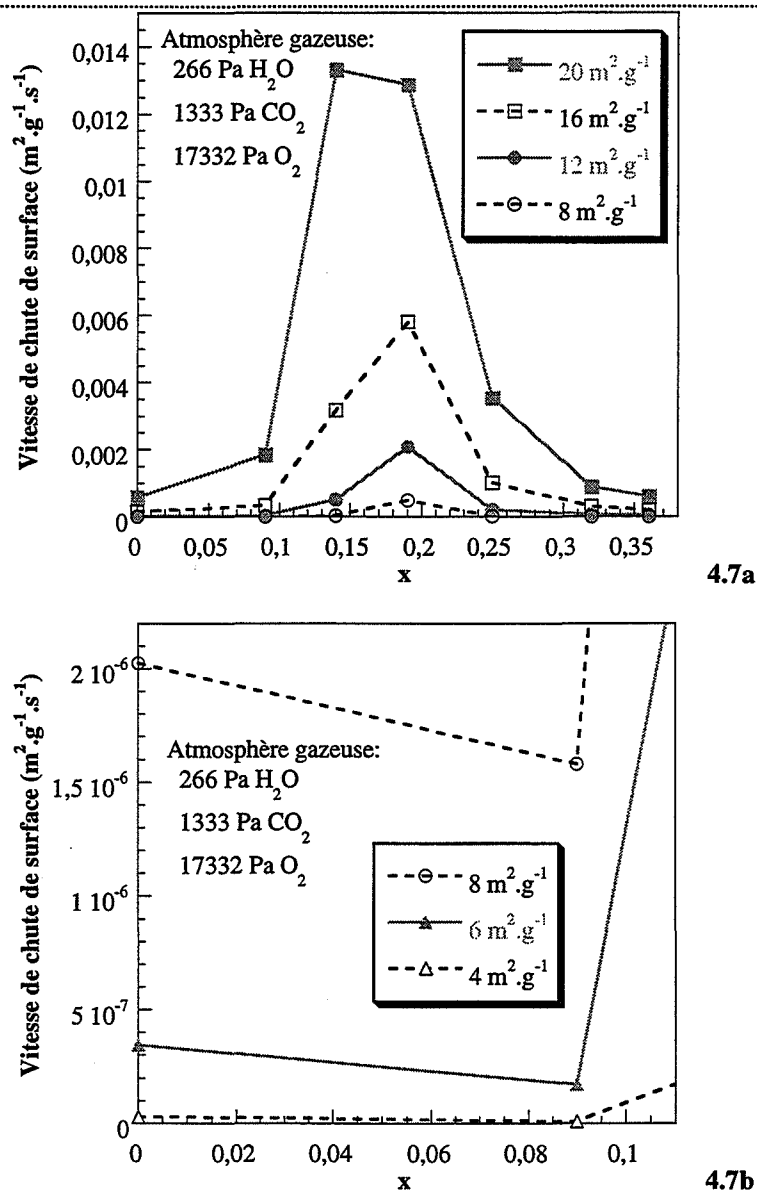 Vitesse de chute de surface (m².g⁻¹.s⁻¹)
0,014
0,012
0,01
0,008
0,006
0,004
0,002
0
Atmosphère gazeuse:
266 Pa H₂O
1333 Pa CO₂
17332 Pa O₂
20 m².g⁻¹
16 m².g⁻¹
12 m².g⁻¹
8 m².g⁻¹
0 0,05 0,1 0,15 0,2 0,25 0,3 0,35
x
4.7a
Vitesse de chute de surface (m².g⁻¹.s⁻¹)
2 10⁻⁶
1,5 10⁻⁶
1 10⁻⁶
5 10⁻⁷
0
Atmosphère gazeuse:
266 Pa H₂O
1333 Pa CO₂
17332 Pa O₂
8 m².g⁻¹
6 m².g⁻¹
4 m².g⁻¹
0 0,02 0,04 0,06 0,08 0,1
x
4.7b